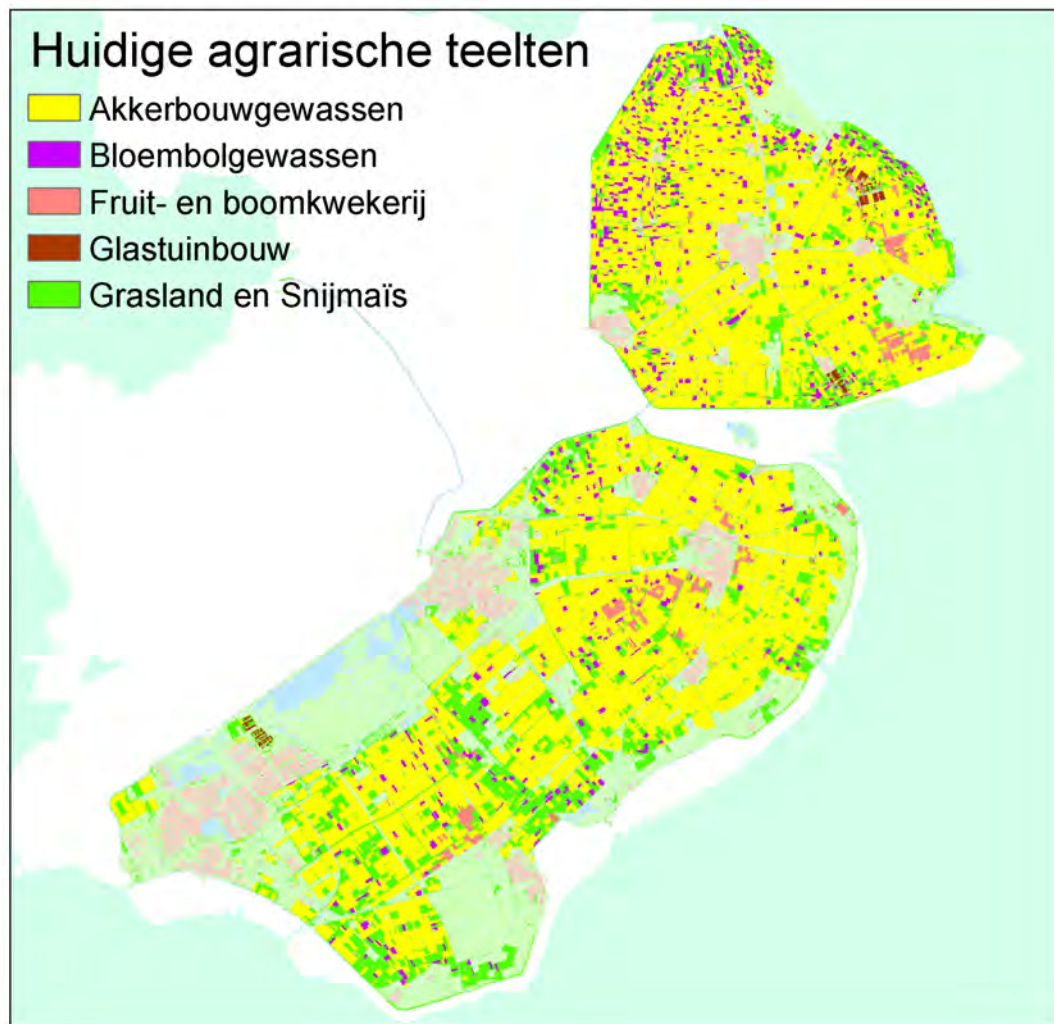 Huidige agrarische teelten
Akkerbouwgewassen
Bloembolgewassen
Fruit- en boomkwekerij
Glastuinbouw
Grasland en Snijmaïs